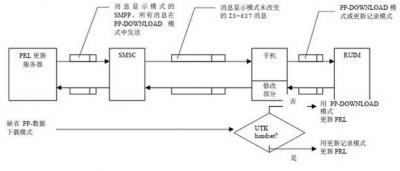 消息显示模式的
SMPP。所有消息在
PP-DOWNLOAD 模
式中发送
消息显示模式未改变
的 IS-637 消息
PP-DOWNLOAD 模
式或更新记录模式
PRL 更新
服务器
SMSC
手机
修改
部分
RUIM
缺省 PP-数据
下载模式
UTK
handset?
否
用 PP-DOWNLOAD
模式
更新 PRL
是
用更新记录模式
更新 PRL